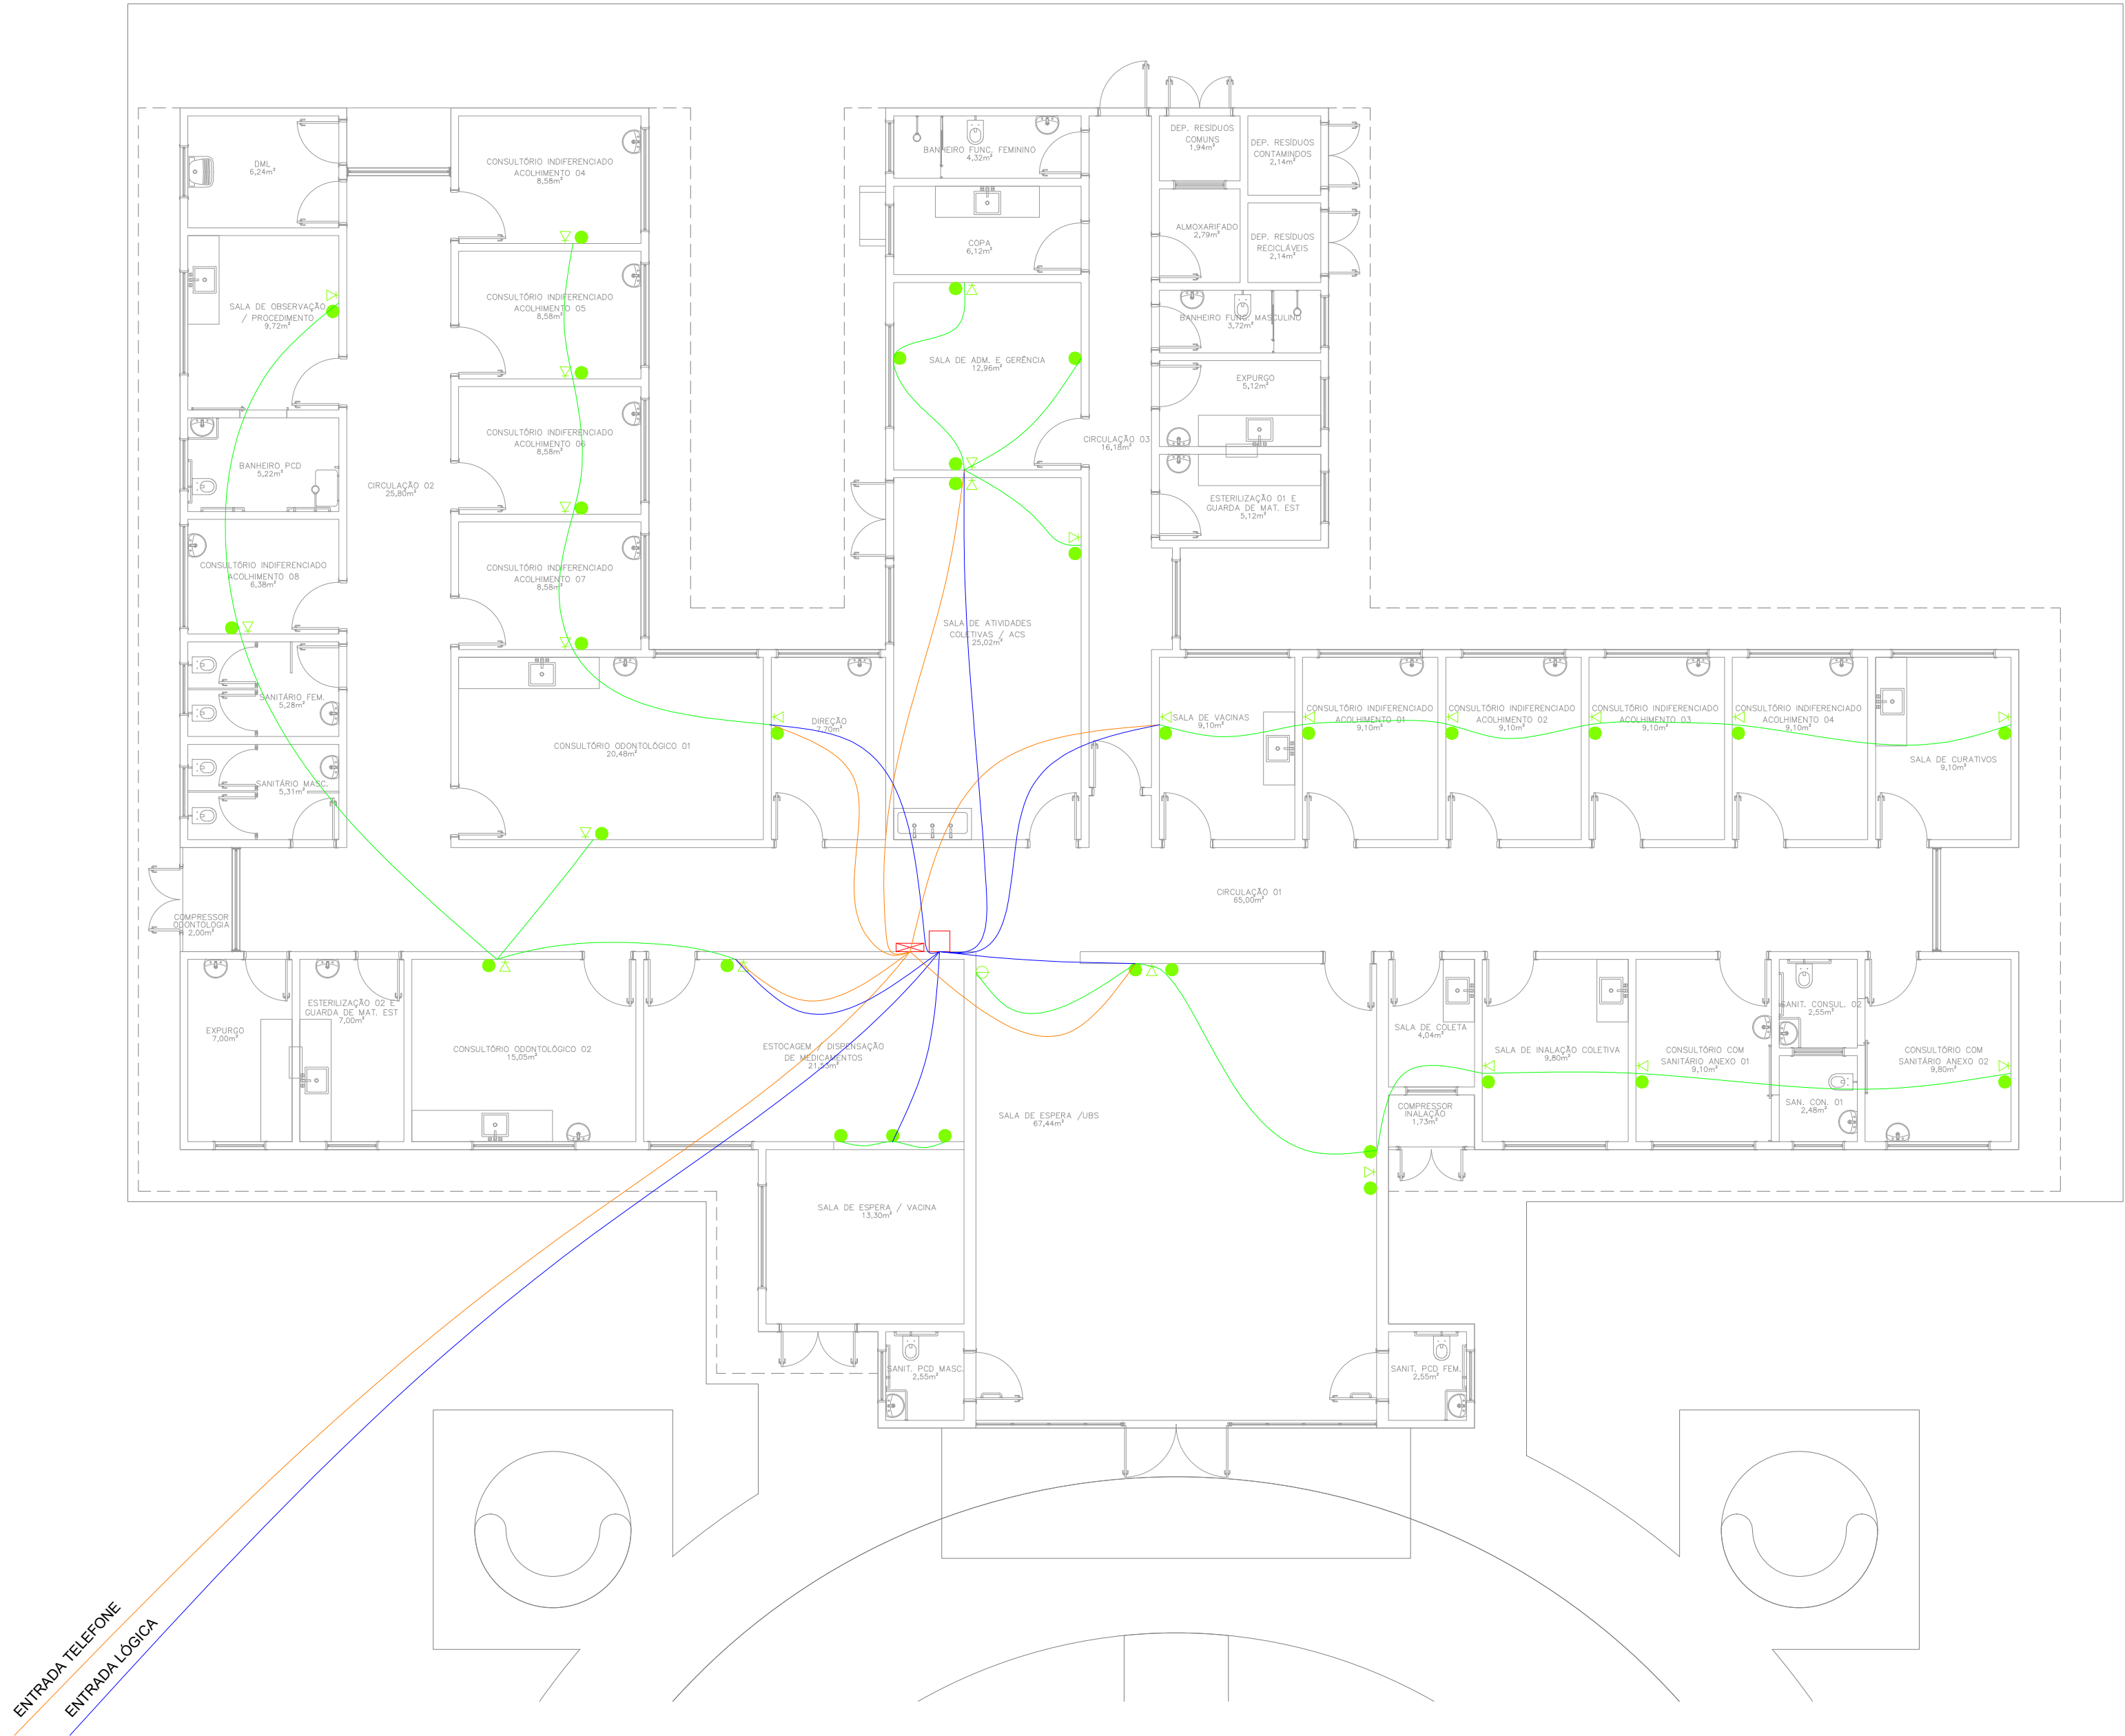 DML
6,24m²
SALA DE OBSERVAÇÃO
/ PROCEDIMENTO
9,72m²
BANHEIRO PCD
5,22m²
CONSULTÓRIO INDIFERENCIADO
ACOLHIMENTO 08
6,38m²
SANITÁRIO FEM.
5,28m²
SANITÁRIO MASC.
5,31m²
COMPRESSOR
ODONTOLOGIA
2,00m²
CIRCULAÇÃO 02
25,80m²
CONSULTÓRIO INDIFERENCIADO
ACOLHIMENTO 04
8,58m²
CONSULTÓRIO INDIFERENCIADO
ACOLHIMENTO 05
8,58m²
CONSULTÓRIO INDIFERENCIADO
ACOLHIMENTO 06
8,58m²
CONSULTÓRIO INDIFERENCIADO
ACOLHIMENTO 07
8,58m²
CONSULTÓRIO ODONTOLÓGICO 01
20,48m²
DIREÇÃO
7,70m²
BANHEIRO FUNC. FEMININO
4,32m²
COPA
6,12m²
SALA DE ADM. E GERÊNCIA
12,96m²
SALA DE ATIVIDADES
COLETIVAS / ACS
25,02m²
CIRCULAÇÃO 03
16,18m²
DEP. RESÍDUOS
COMUNS
1,94m²
DEP. RESÍDUOS
CONTAMINDOS
2,14m²
ALMOXARIFADO
2,79m²
DEP. RESÍDUOS
RECICLÁVEIS
2,14m²
BANHEIRO FUNC. MASCULINO
3,72m²
EXPURGO
5,12m²
ESTERILIZAÇÃO 01 E
GUARDA DE MAT. EST
5,12m²
SALA DE VACINAS
9,10m²
CONSULTÓRIO INDIFERENCIADO
ACOLHIMENTO 01
9,10m²
CONSULTÓRIO INDIFERENCIADO
ACOLHIMENTO 02
9,10m²
CONSULTÓRIO INDIFERENCIADO
ACOLHIMENTO 03
9,10m²
CONSULTÓRIO INDIFERENCIADO
ACOLHIMENTO 04
9,10m²
SALA DE CURATIVOS
9,10m²
CIRCULAÇÃO 01
65,00m²
EXPURGO
7,00m²
ESTERILIZAÇÃO 02 E
GUARDA DE MAT. EST
7,00m²
CONSULTÓRIO ODONTOLÓGICO 02
15,05m²
ESTOCAGEM / DISPENSAÇÃO
DE MEDICAMENTOS
21,53m²
SALA DE ESPERA /UBS
67,44m²
SALA DE COLETA
4,04m²
COMPRESSOR
INALAÇÃO
1,73m²
SALA DE INALAÇÃO COLETIVA
9,80m²
CONSULTÓRIO COM
SANITÁRIO ANEXO 01
9,10m²
SANIT. CONSUL. 02
2,55m²
SAN. CON. 01
2,48m²
CONSULTÓRIO COM
SANITÁRIO ANEXO 02
9,80m²
SALA DE ESPERA / VACINA
13,30m²
SANIT. PCD MASC.
2,55m²
SANIT. PCD FEM.
2,55m²
ENTRADA TELEFONE
ENTRADA LÓGICA